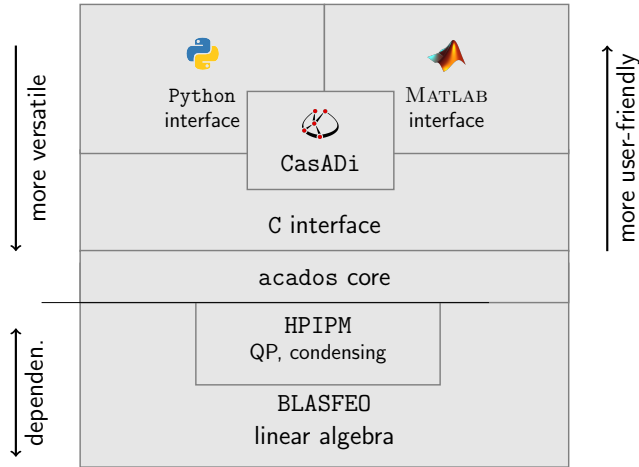 more versatile
Python
interface
MATLAB
interface
CasADi
more user-friendly
C interface
acados core
dependen.
HPIPM
QP, condensing
BLASFEO
linear algebra